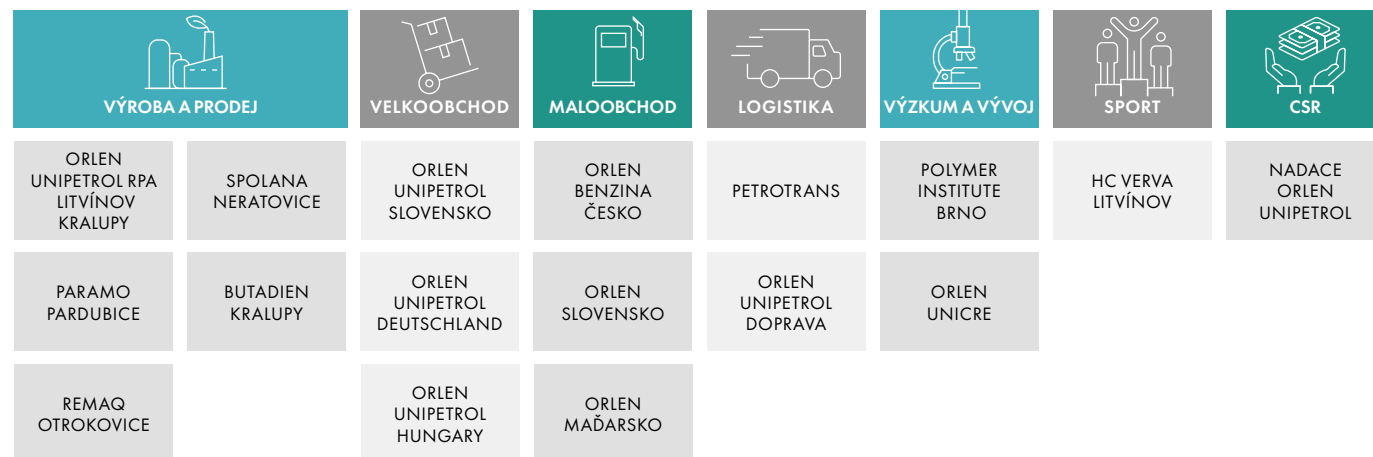 VÝROBA A PRODEJ
VELKOOBCHOD
MALOOBCHOD
LOGISTIKA
VÝZKUM A VÝVOJ
SPORT
CSR
ORLEN
UNIPETROL RPA
LITVÍNOV
KRALUPY
SPOLANA
NERATOVICE
ORLEN
UNIPETROL
SLOVENSKO
ORLEN
BENZINA
ČESKO
PETROTRANS
POLYMER
INSTITUTE
BRNO
HC VERVA
LITVÍNOV
NADACE
ORLEN
UNIPETROL
PARAMO
PARDUBICE
BUTADIEN
KRALUPY
ORLEN
UNIPETROL
DEUTSCHLAND
ORLEN
SLOVENSKO
ORLEN
UNIPETROL
DOPRAVA
ORLEN
UNICRE
REMAQ
OTROKOVICE
ORLEN
UNIPETROL
HUNGARY
ORLEN
MAĎARSKO